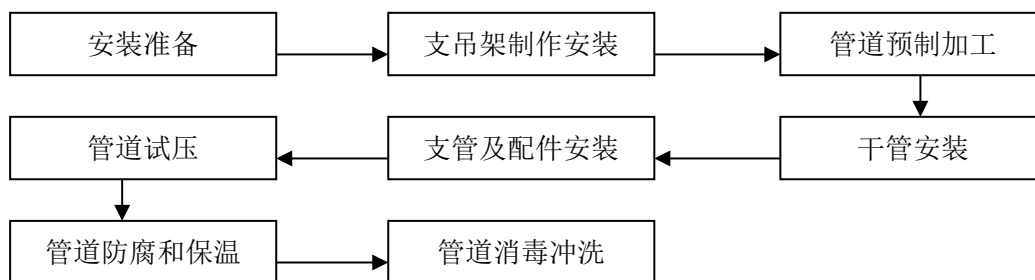 安装准备
支吊架制作安装
管道预制加工
干管安装
支管及配件安装
管道试压
管道防腐和保温
管道消毒冲洗